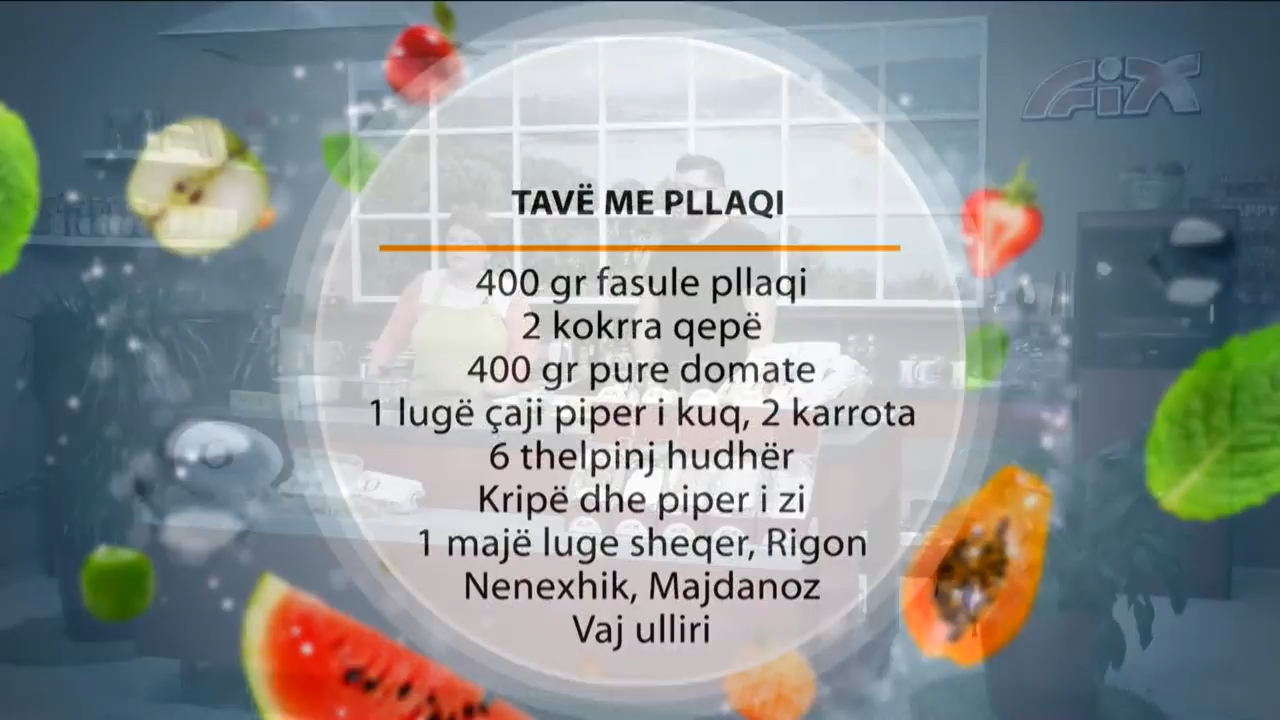 FIX
TAVË ME PLLAQI
400 gr fasule pllaqi
2 kokrra qepë
400 gr pure domate
1 lugë çaji piper i kuq, 2 karrota
6 thelpinj hudhër
Kripë dhe piper i zi
1 majë luge sheqer, Rigon
Nenexhik, Majdanoz
Vaj ulliri